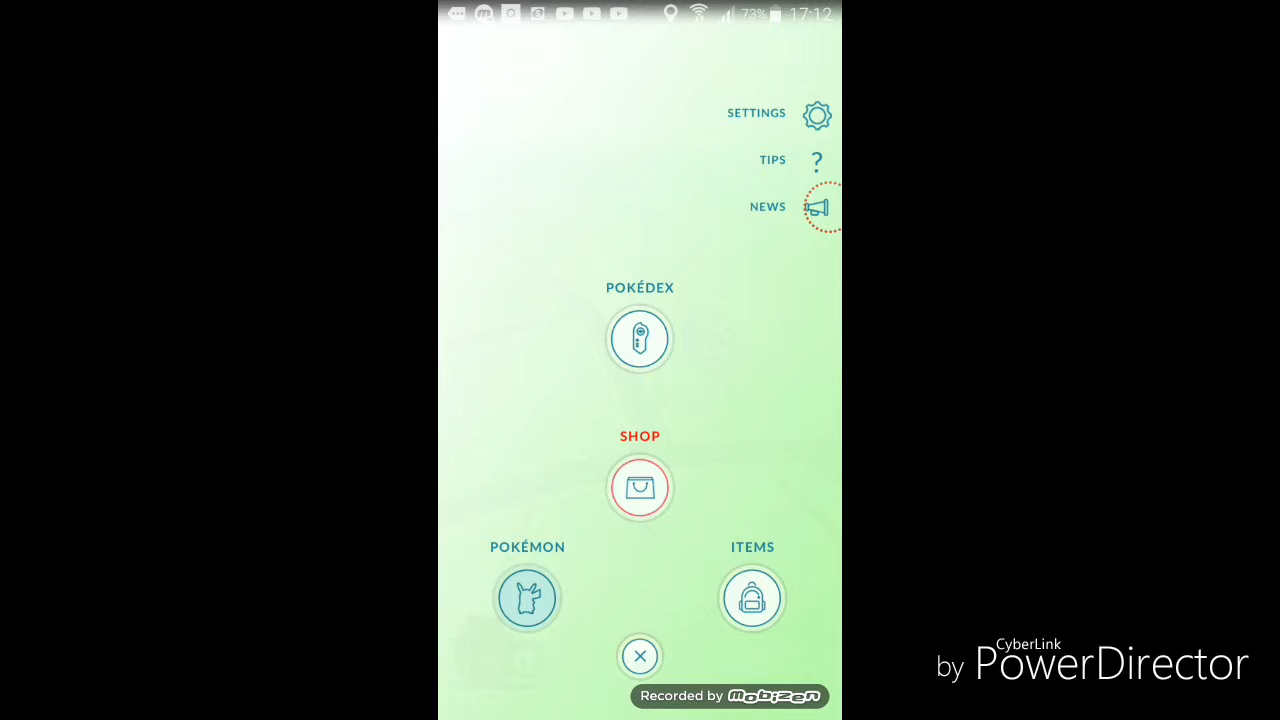 73% 17:12
SETTINGS
TIPS
?
NEWS
POKÉDEX
SHOP
POKÉMON
ITEMS
CyberLink
by PowerDirector
Recorded by mobizen